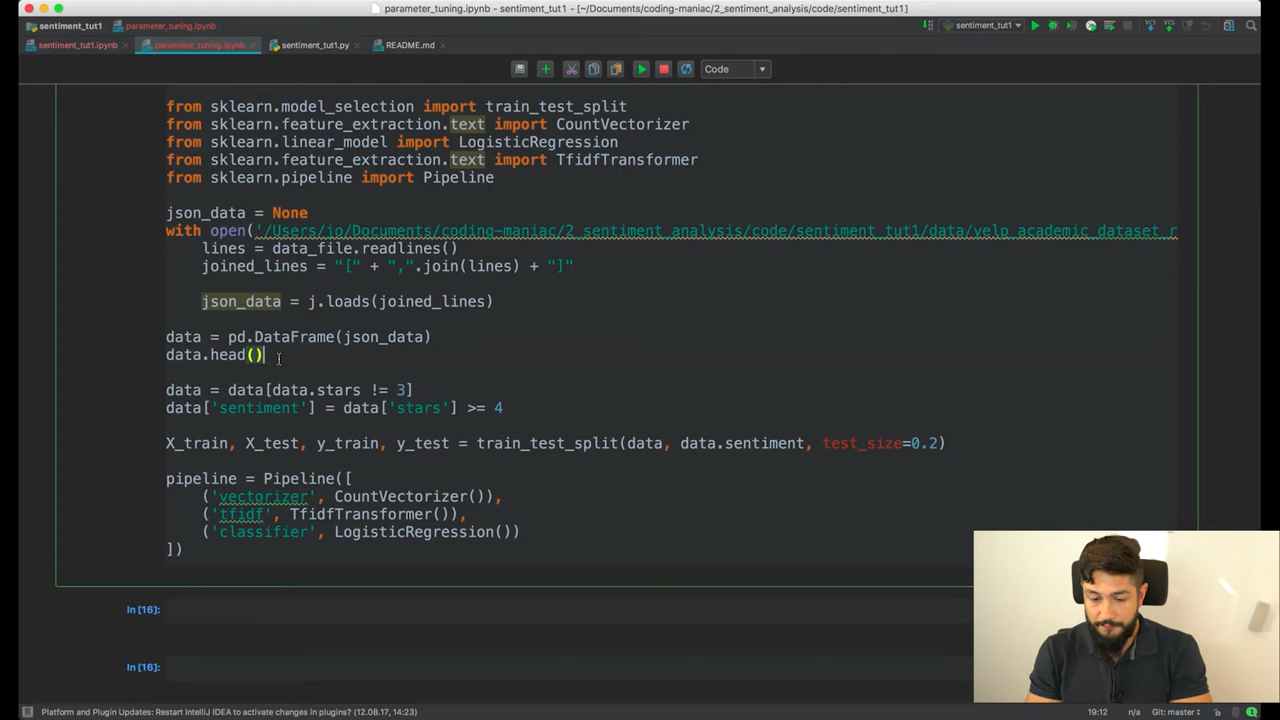 parameter_tuning.ipynb - sentiment_tut1 - [~/Documents/coding-maniac/2_sentiment_analysis/code/sentiment_tut1]
sentiment_tut1 parameter_tuning.ipynb sentiment_tut1
sentiment_tut1.ipynb parameter_tuning.ipynb sentiment_tut1.py README.md
Code
from sklearn.model_selection import train_test_split
from sklearn.feature_extraction.text import CountVectorizer
from sklearn.linear_model import LogisticRegression
from sklearn.feature_extraction.text import TfidfTransformer
from sklearn.pipeline import Pipeline
json_data = None
with open('/Users/jo/Documents/coding-maniac/2_sentiment_analysis/code/sentiment_tut1/data/yelp_academic_dataset_r
lines = data_file.readlines()
joined_lines = "[" + ",".join(lines) + "]"
json_data = j.loads(joined_lines)
data = pd.DataFrame(json_data)
data.head()
data = data[data.stars != 3]
data['sentiment'] = data['stars'] >= 4
X_train, X_test, y_train, y_test = train_test_split(data, data.sentiment, test_size=0.2)
pipeline = Pipeline([
('vectorizer', CountVectorizer()),
('tfidf', TfidfTransformer()),
('classifier', LogisticRegression())
])
In [16]:
In [16]:
Platform and Plugin Updates: Restart IntelliJ IDEA to activate changes in plugins? (12.08.17, 14:23) 19:12 n/a Git: master 1